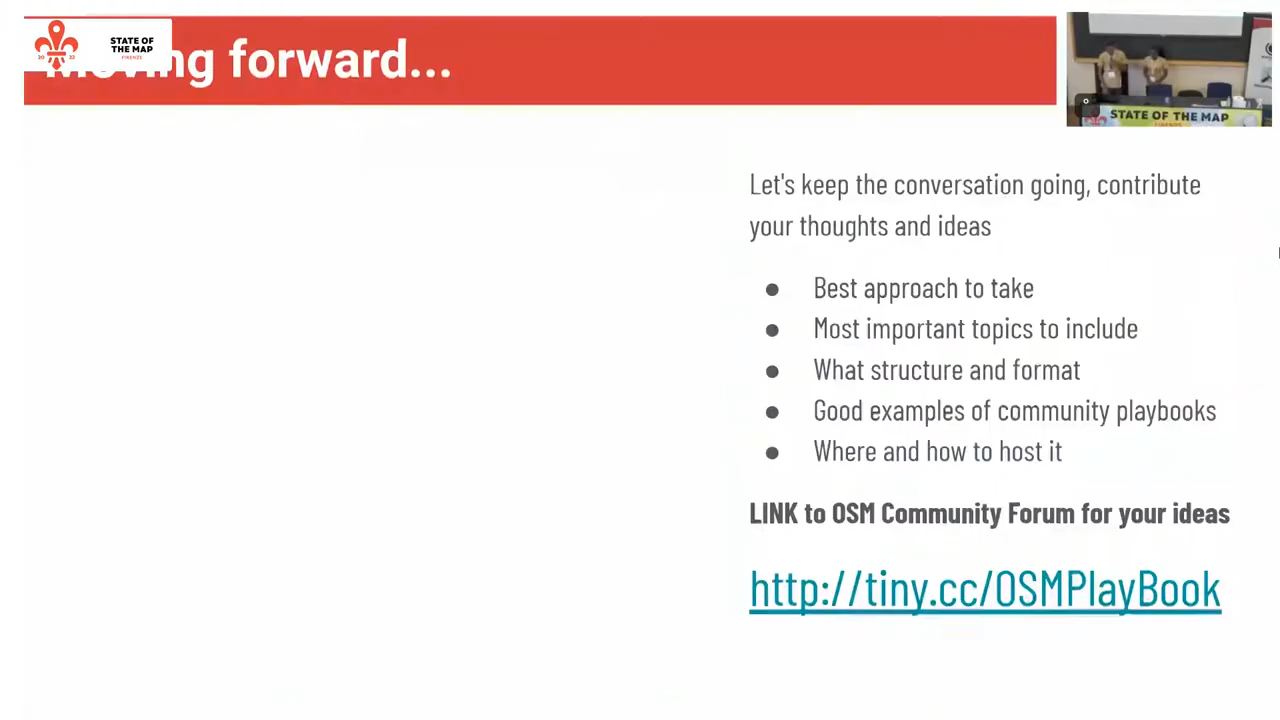 STATE OF
THE MAP
FIRENZE
2022
Moving forward...
STATE OF THE MAP
FIRENZE
Let's keep the conversation going, contribute
your thoughts and ideas
● Best approach to take
● Most important topics to include
● What structure and format
● Good examples of community playbooks
● Where and how to host it
LINK to OSM Community Forum for your ideas
http://tiny.cc/OSMPlayBook